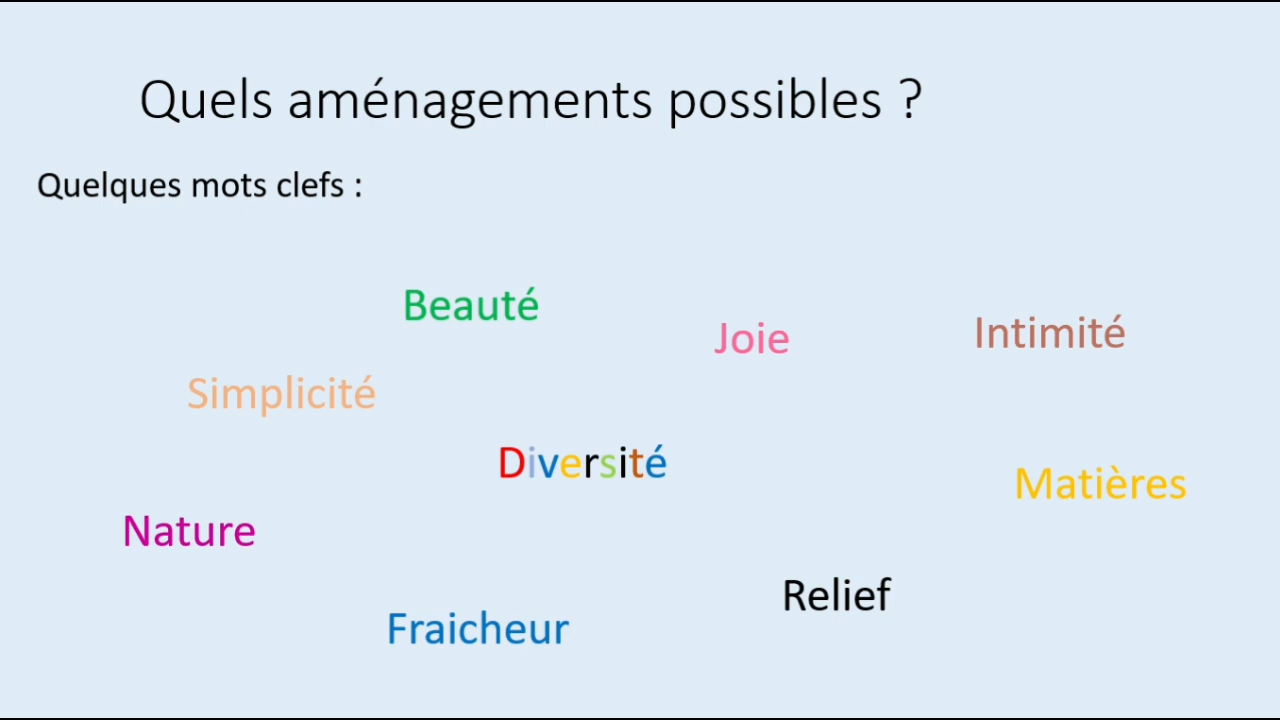 Quels aménagements possibles ?
Quelques mots clefs :
Beauté
Joie
Intimité
Simplicité
Diversité
Matières
Nature
Relief
Fraicheur